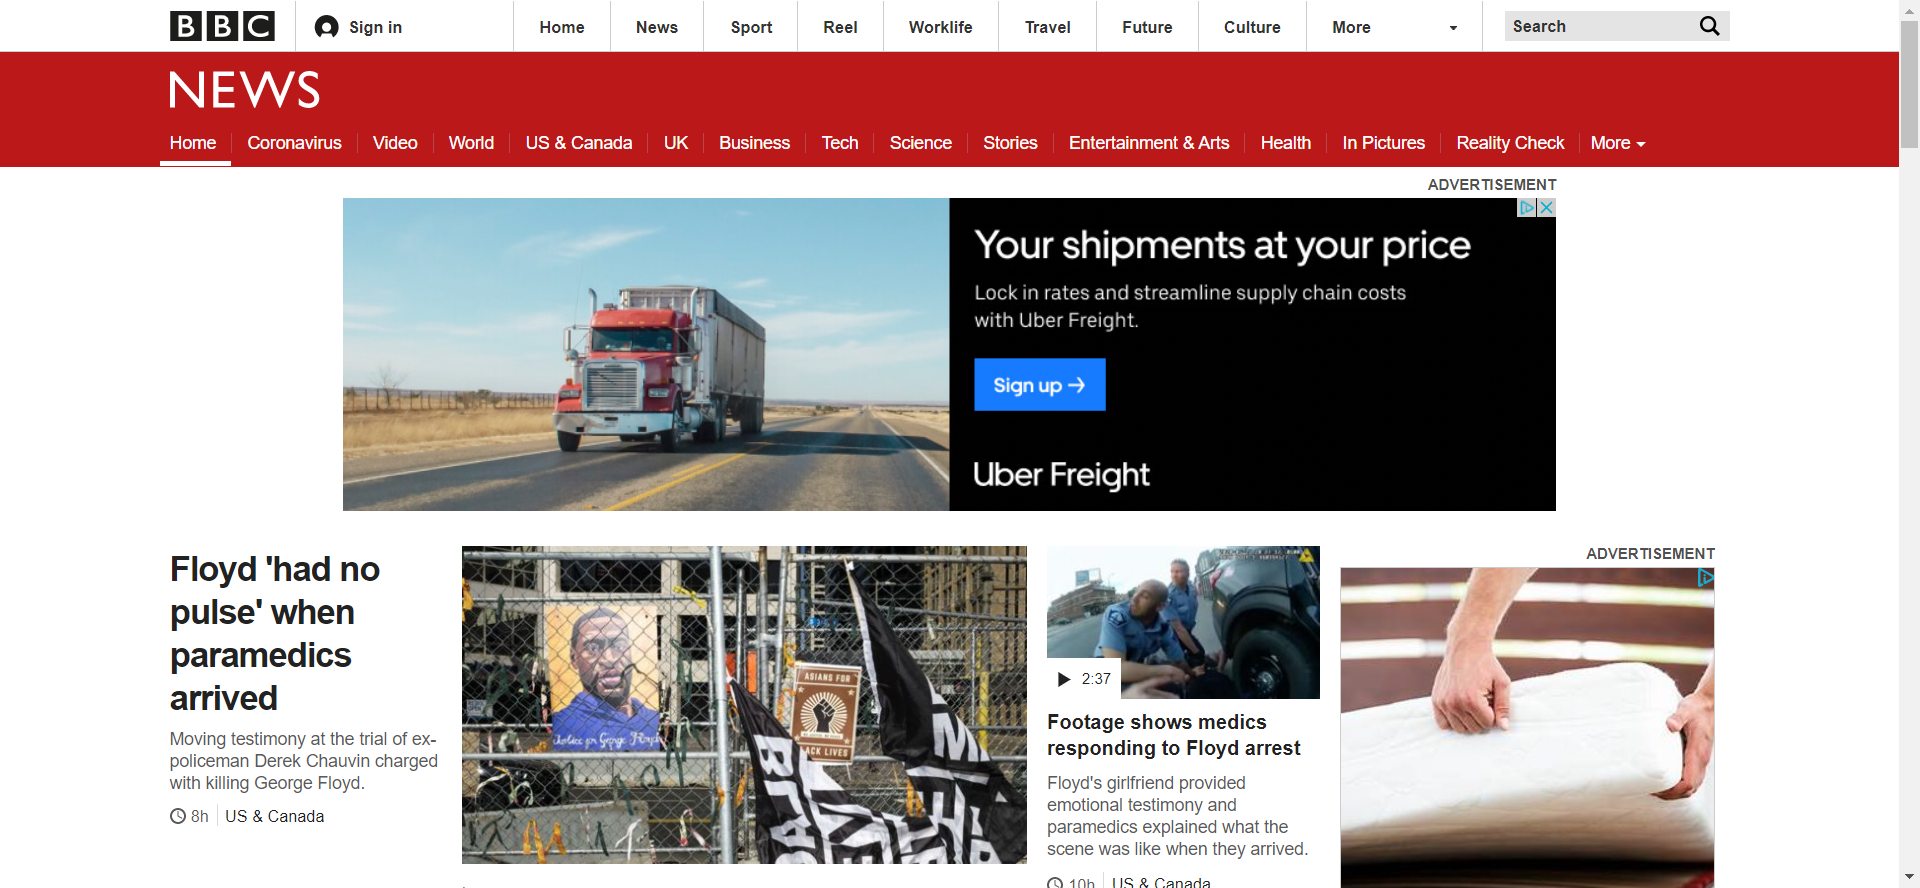 BBC
Sign in
Home
News
Sport
Reel
Worklife
Travel
Future
Culture
More
Search
NEWS
Home
Coronavirus
Video
World
US & Canada
UK
Business
Tech
Science
Stories
Entertainment & Arts
Health
In Pictures
Reality Check
More
ADVERTISEMENT
Your shipments at your price
Lock in rates and streamline supply chain costs
with Uber Freight.
Sign up →
Uber Freight
Floyd 'had no
pulse' when
paramedics
arrived
Moving testimony at the trial of ex-
policeman Derek Chauvin charged
with killing George Floyd.
8h
US & Canada
Justice for George Floyd
ASIANS FOR
BLACK LIVES
2:37
Footage shows medics
responding to Floyd arrest
Floyd's girlfriend provided
emotional testimony and
paramedics explained what the
scene was like when they arrived.
10h
US & Canada
ADVERTISEMENT